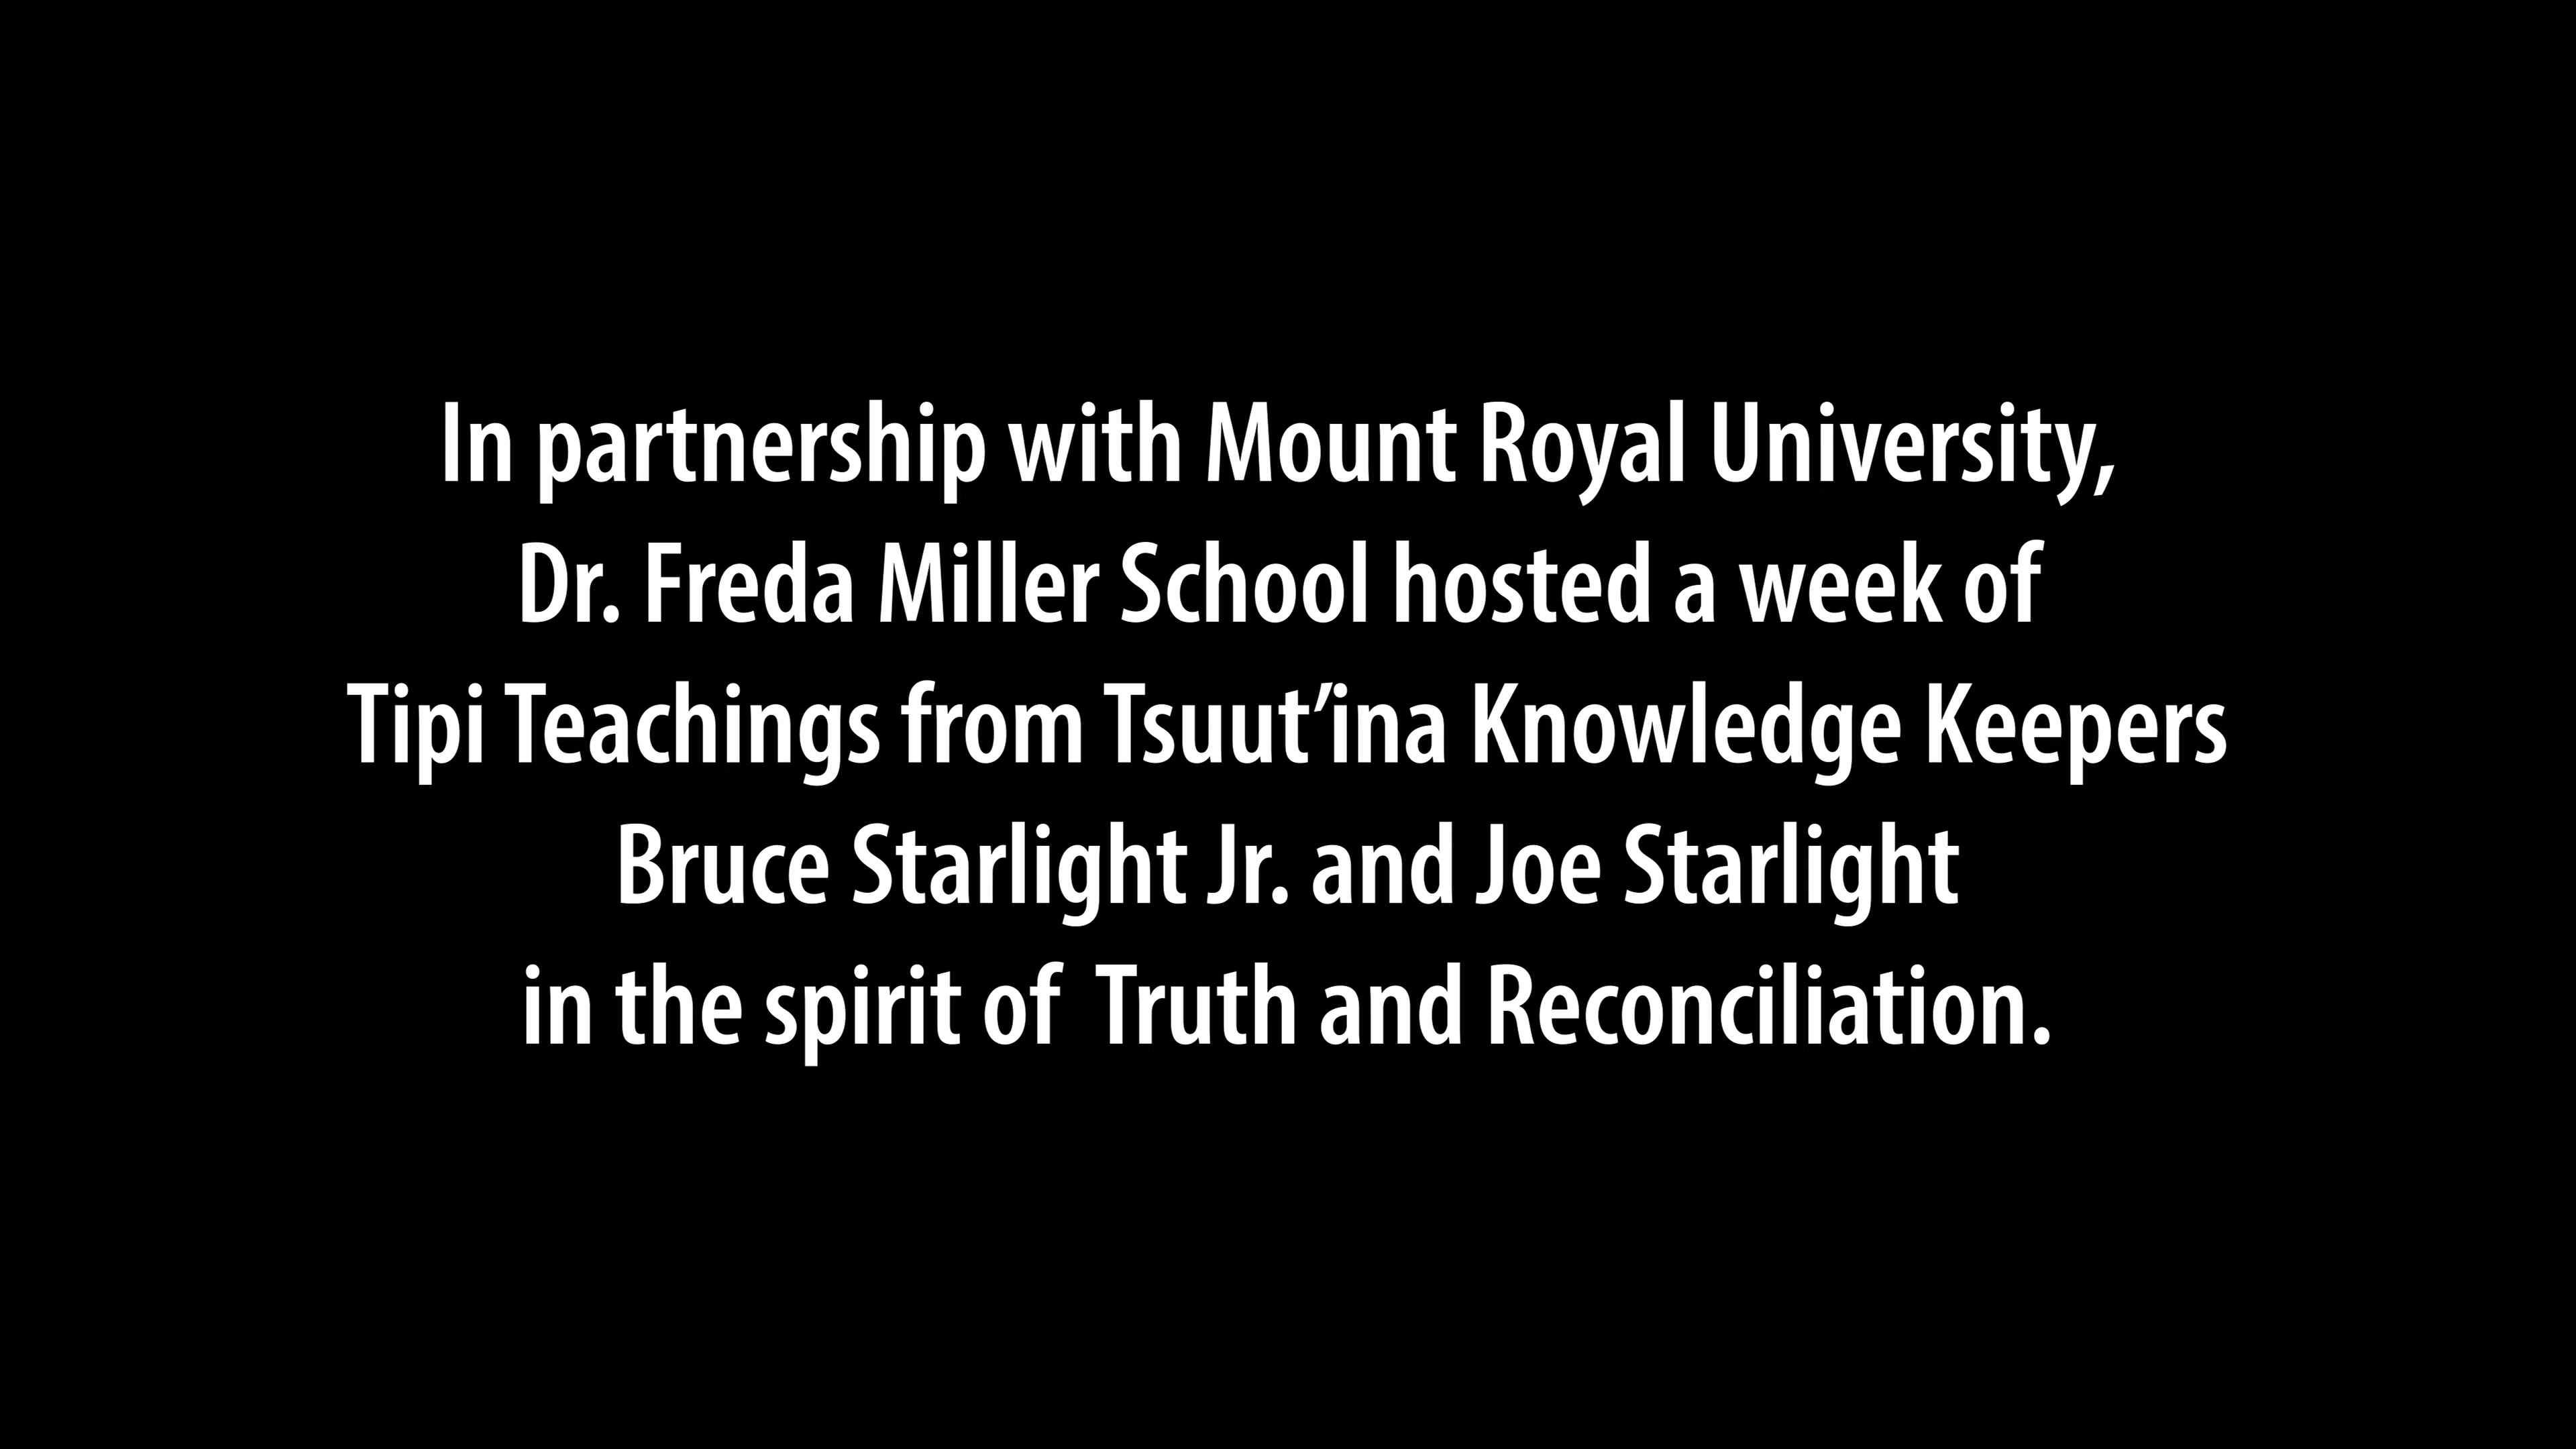 In partnership with Mount Royal University,
Dr. Freda Miller School hosted a week of
Tipi Teachings from Tsuut’ina Knowledge Keepers
Bruce Starlight Jr. and Joe Starlight
in the spirit of  Truth and Reconciliation.